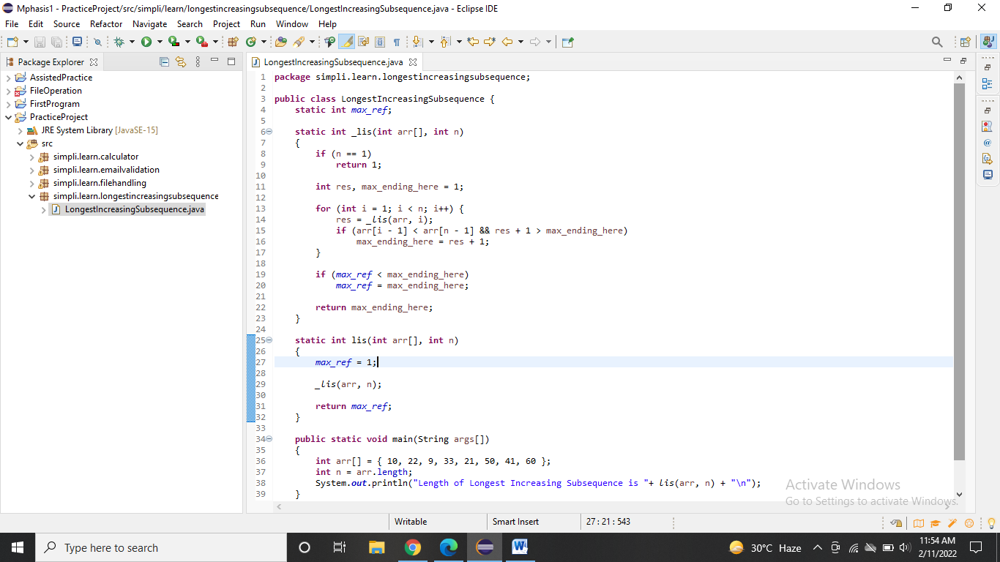 Mphasis1 - PracticeProject/src/simpli/learn/longestincreasingsubsequence/LongestIncreasingSubsequence.java - Eclipse IDE
File Edit Source Refactor Navigate Search Project Run Window Help
Package Explorer
AssistedPractice
FileOperation
FirstProgram
PracticeProject
JRE System Library [JavaSE-15]
src
simpli.learn.calculator
simpli.learn.emailvalidation
simpli.learn.filehandling
simpli.learn.longestincreasingsubsequence
LongestIncreasingSubsequence.java
LongestIncreasingSubsequence.java
1 package simpli.learn.longestincreasingsubsequence;
2
3 public class LongestIncreasingSubsequence {
4     static int max_ref;
5
6     static int _lis(int arr[], int n)
7     {
8         if (n == 1)
9             return 1;
10
11         int res, max_ending_here = 1;
12
13         for (int i = 1; i < n; i++) {
14             res = _lis(arr, i);
15             if (arr[i - 1] < arr[n - 1] && res + 1 > max_ending_here)
16                 max_ending_here = res + 1;
17         }
18
19         if (max_ref < max_ending_here)
20             max_ref = max_ending_here;
21
22         return max_ending_here;
23     }
24
25     static int lis(int arr[], int n)
26     {
27         max_ref = 1;
28
29         _lis(arr, n);
30
31         return max_ref;
32     }
33
34     public static void main(String args[])
35     {
36         int arr[] = { 10, 22, 9, 33, 21, 50, 41, 60 };
37         int n = arr.length;
38         System.out.println("Length of Longest Increasing Subsequence is "+ lis(arr, n) + "\n");
39     }
Activate Windows
Go to Settings to activate Windows.
Writable Smart Insert 27 : 21 : 543
Type here to search
30°C Haze
11:54 AM
2/11/2022